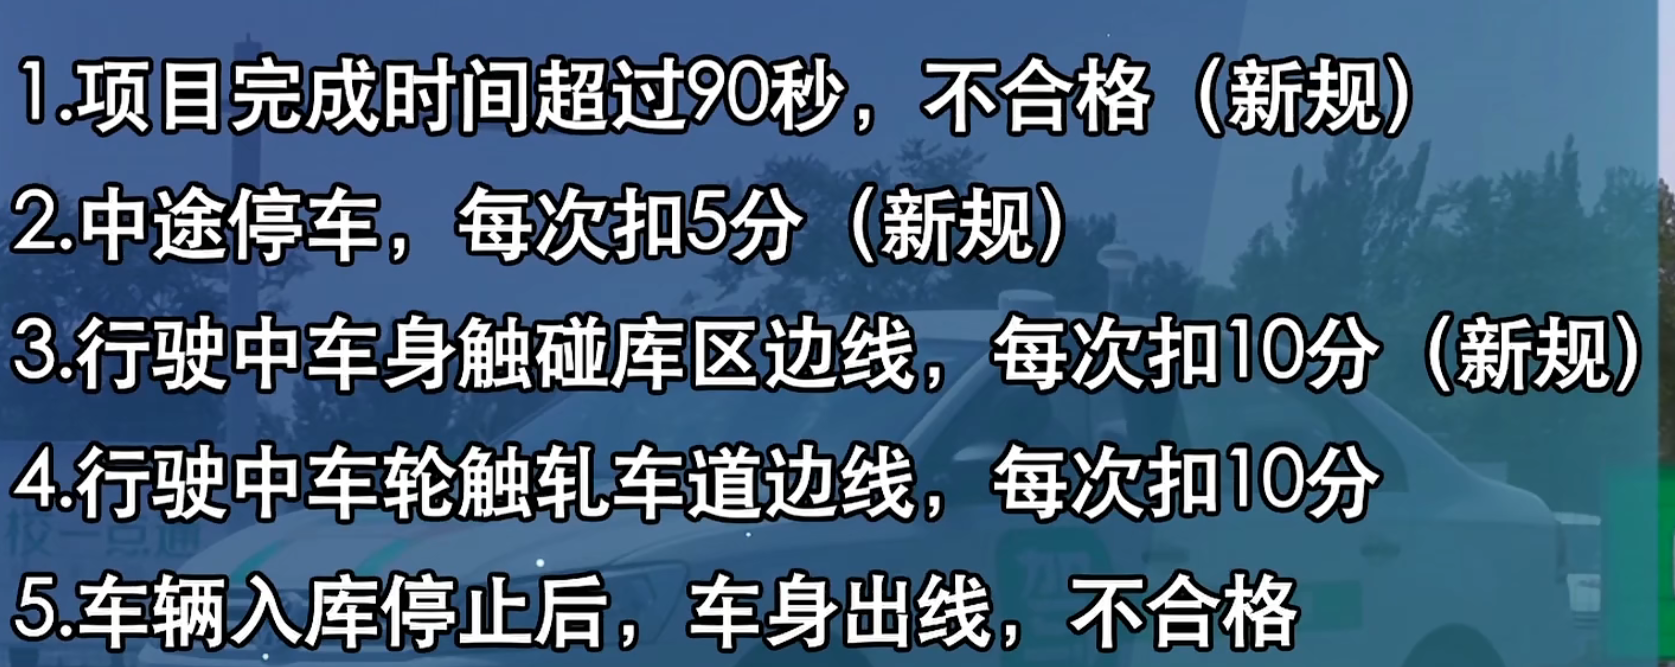 1.项目完成时间超过90秒，不合格（新规）
2.中途停车，每次扣5分（新规）
3.行驶中车身触碰库区边线，每次扣10分（新规）
4.行驶中车轮触轧车道边线，每次扣10分
校一点通
5.车辆入库停止后，车身出线，不合格